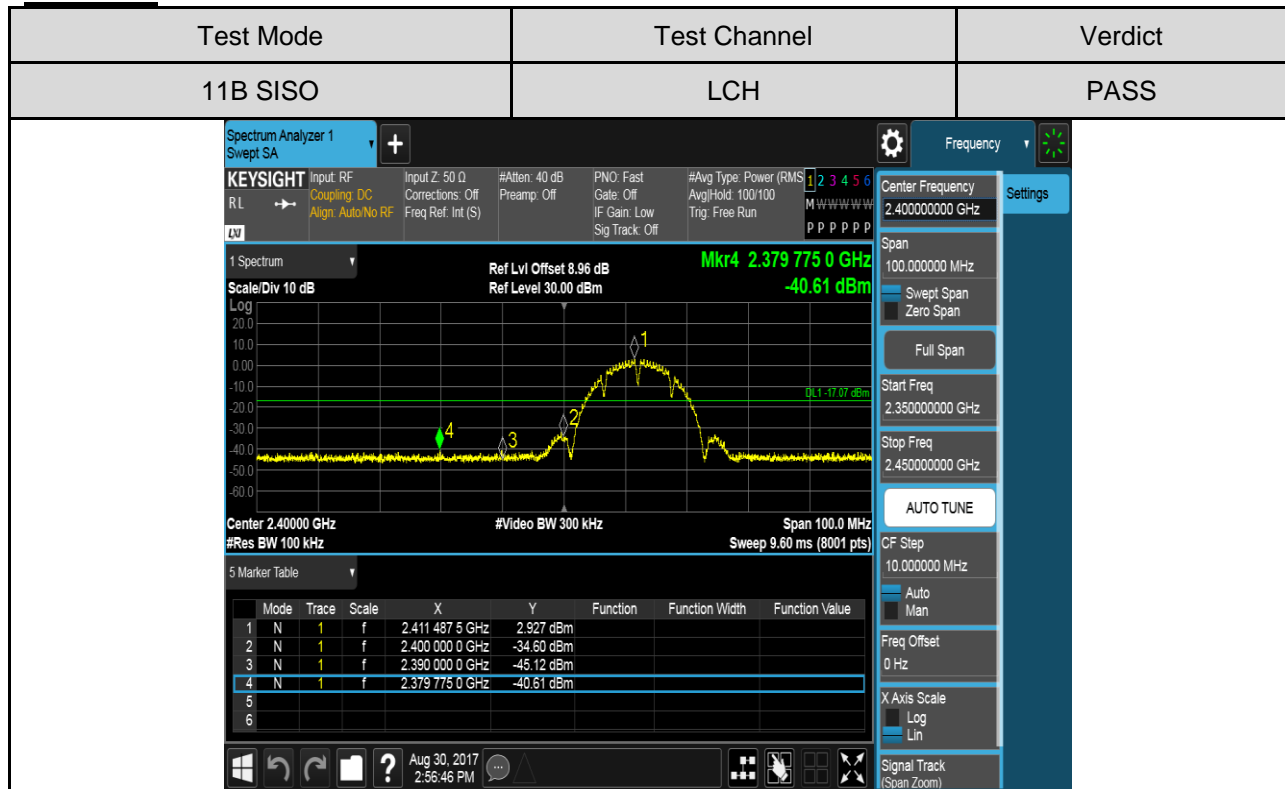 Test Mode Test Channel Verdict
11B SISO LCH PASS
Spectrum Analyzer 1
Swept SA
Frequency
KEYSIGHT Input: RF Input Z: 50 Ω #Atten: 40 dB PNO: Fast #Avg Type: Power (RMS 1 2 3 4 5 6
RL Coupling: DC Corrections: Off Preamp: Off Gate: Off Avg|Hold: 100/100 M W W W W W
Align: Auto/No RF Freq Ref: Int (S) IF Gain: Low Trig: Free Run
LXI Sig Track: Off P P P P P P
1 Spectrum
Ref Lvl Offset 8.96 dB Mkr4 2.379 775 0 GHz
Scale/Div 10 dB Ref Level 30.00 dBm -40.61 dBm
Log
20.0
10.0
0.00
-10.0
-20.0
-30.0
-40.0
-50.0
-60.0
1
DL1 -17.07 dBm
2
4
3
Center 2.40000 GHz #Video BW 300 kHz Span 100.0 MHz
#Res BW 100 kHz Sweep 9.60 ms (8001 pts)
5 Marker Table
Mode Trace Scale X Y Function Function Width Function Value
1 N 1 f 2.411 487 5 GHz 2.927 dBm
2 N 1 f 2.400 000 0 GHz -34.60 dBm
3 N 1 f 2.390 000 0 GHz -45.12 dBm
4 N 1 f 2.379 775 0 GHz -40.61 dBm
5
6
? Aug 30, 2017
2:56:46 PM
Center Frequency
2.400000000 GHz
Settings
Span
100.000000 MHz
Swept Span
Zero Span
Full Span
Start Freq
2.350000000 GHz
Stop Freq
2.450000000 GHz
AUTO TUNE
CF Step
10.000000 MHz
Auto
Man
Freq Offset
0 Hz
X Axis Scale
Log
Lin
Signal Track
(Span Zoom)